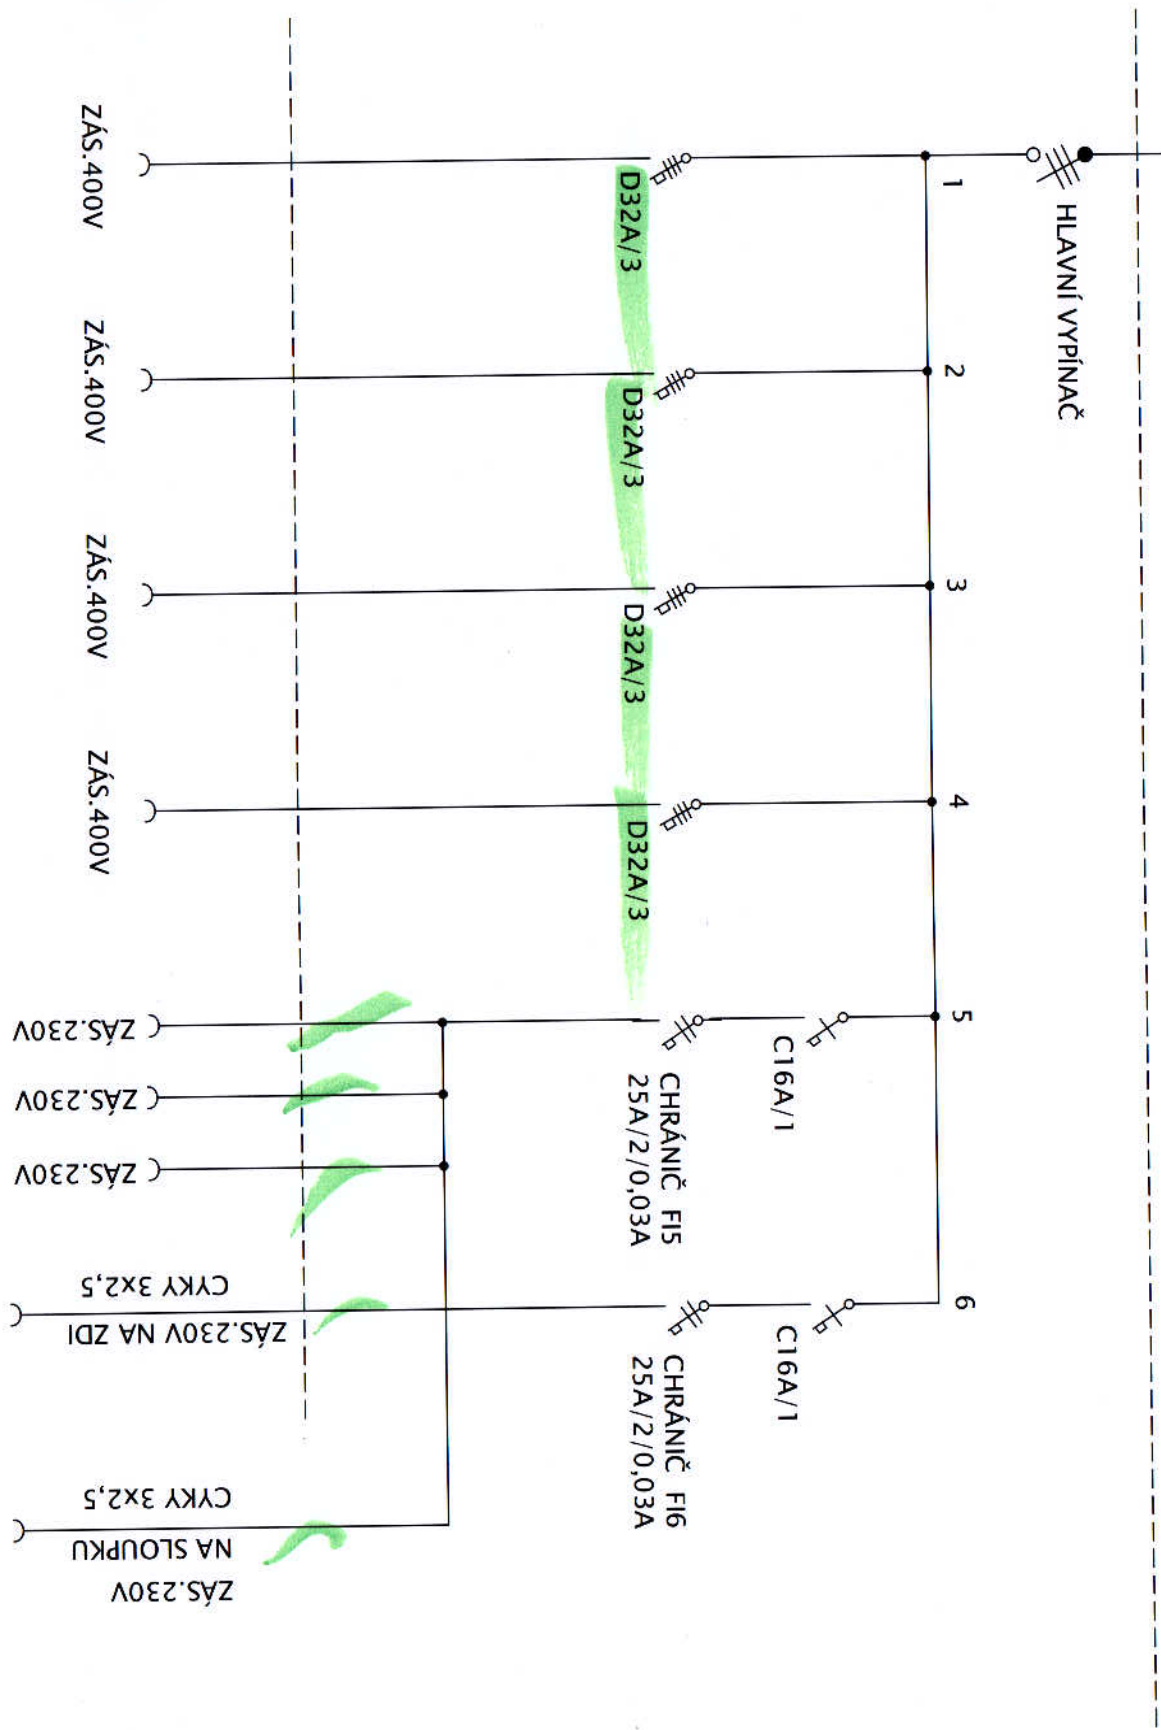 HLAVNÍ VYPÍNAČ
1
2
3
4
5
6
D32A/3
D32A/3
D32A/3
D32A/3
C16A/1
C16A/1
CHRÁNIČ FI5
25A/2/0,03A
CHRÁNIČ FI6
25A/2/0,03A
ZÁS.400V
ZÁS.400V
ZÁS.400V
ZÁS.400V
ZÁS.230V
ZÁS.230V
ZÁS.230V
CYKY 3x2,5
ZÁS.230V NA ZDI
CYKY 3x2,5
NA SLOUPKU
ZÁS.230V